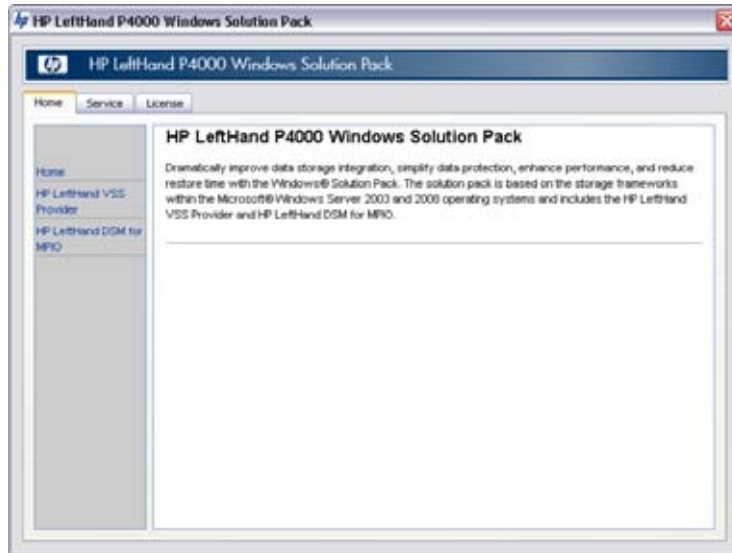 HP LeftHand P4000 Windows Solution Pack
hp HP LeftHand P4000 Windows Solution Pack
Home Service License
Home
HP LeftHand VSS
Provider
HP LeftHand DSM for
MPIO
HP LeftHand P4000 Windows Solution Pack
Dramatically improve data storage integration, simplify data protection, enhance performance, and reduce
restore time with the Windows® Solution Pack. The solution pack is based on the storage frameworks
within the Microsoft® Windows Server 2003 and 2008 operating systems and includes the HP LeftHand
VSS Provider and HP LeftHand DSM for MPIO.